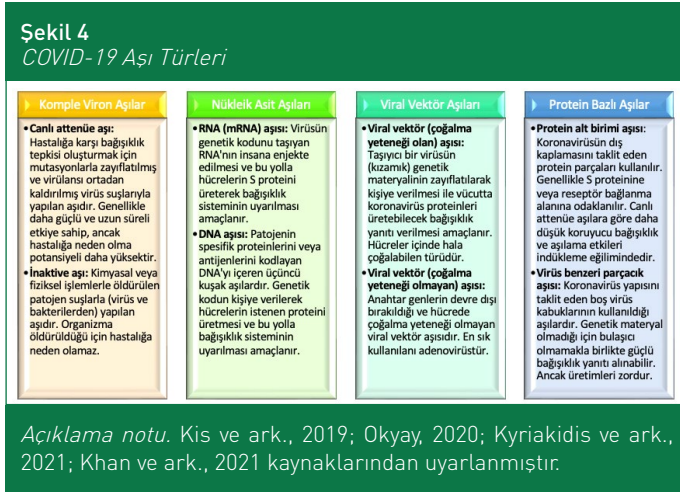 Şekil 4
COVID-19 Aşı Türleri
Komple Viron Aşılar
•Canlı attenüe aşı:
Hastalığa karşı bağışıklık
tepkisi oluşturmak için
mutasyonlarla zayıflatılmış
ve virülansı ortadan
kaldırılmış virüs suşlarıyla
yapılan aşıdır. Genellikle
daha güçlü ve uzun süreli
etkiye sahip, ancak
hastalığa neden olma
potansiyeli daha yüksektir.
•İnaktive aşı: Kimyasal veya
fiziksel işlemlerle öldürülen
patojen suşlarla (virüs ve
bakterilerden) yapılan
aşıdır. Organizma
öldürüldüğü için hastalığa
neden olamaz.
Nükleik Asit Aşıları
•RNA (mRNA) aşısı: Virüsün
genetik kodunu taşıyan
RNA'nın insana enjekte
edilmesi ve bu yolla
hücrelerin S proteini
üreterek bağışıklık
sisteminin uyarılması
amaçlanır.
•DNA aşısı: Patojenin
spesifik proteinlerini veya
antijenlerini kodlayan
DNA'yı içeren üçüncü
kuşak aşılardır. Genetik
kodun kişiye verilerek
hücrelerin istenen proteini
üretmesi ve bu yolla
bağışıklık sisteminin
uyarılması amaçlanır.
Viral Vektör Aşıları
•Viral vektör (çoğalma
yeteneği olan) aşısı:
Taşıyıcı bir virüsün
(kızamık) genetik
materyalinin zayıflatılarak
kişiye verilmesi ile vücutta
koronavirüs proteinleri
üretebilecek bağışıklık
yanıtı verilmesi amaçlanır.
Hücreler içinde hala
çoğalabilen türüdür.
•Viral vektör (çoğalma
yeteneği olmayan) aşısı:
Anahtar genlerin devre dışı
bırakıldığı ve hücrede
çoğalma yeteneği olmayan
viral vektör aşısıdır. En sık
kullanılanı adenovirüstür.
Protein Bazlı Aşılar
•Protein alt birimi aşısı:
Koronavirüsün dış
kaplamasını taklit eden
protein parçaları kullanılır.
Genellikle S proteinine
veya reseptör bağlanma
alanına odaklanılır. Canlı
attenüe aşılara göre daha
düşük koruyucu bağışıklık
ve aşılama etkileri
indükleme eğilimindedir.
•Virüs benzeri parçacık
aşısı: Koronavirüs yapısını
taklit eden boş virüs
kabuklarının kullanıldığı
aşılardır. Genetik materyal
olmadığı için bulaşıcı
olmamakla birlikte güçlü
bağışıklık yanıtı alınabilir.
Ancak üretimleri zordur.
Açıklama notu. Kis ve ark., 2019; Okyay, 2020; Kyriakidis ve ark.,
2021; Khan ve ark., 2021 kaynaklarından uyarlanmıştır.